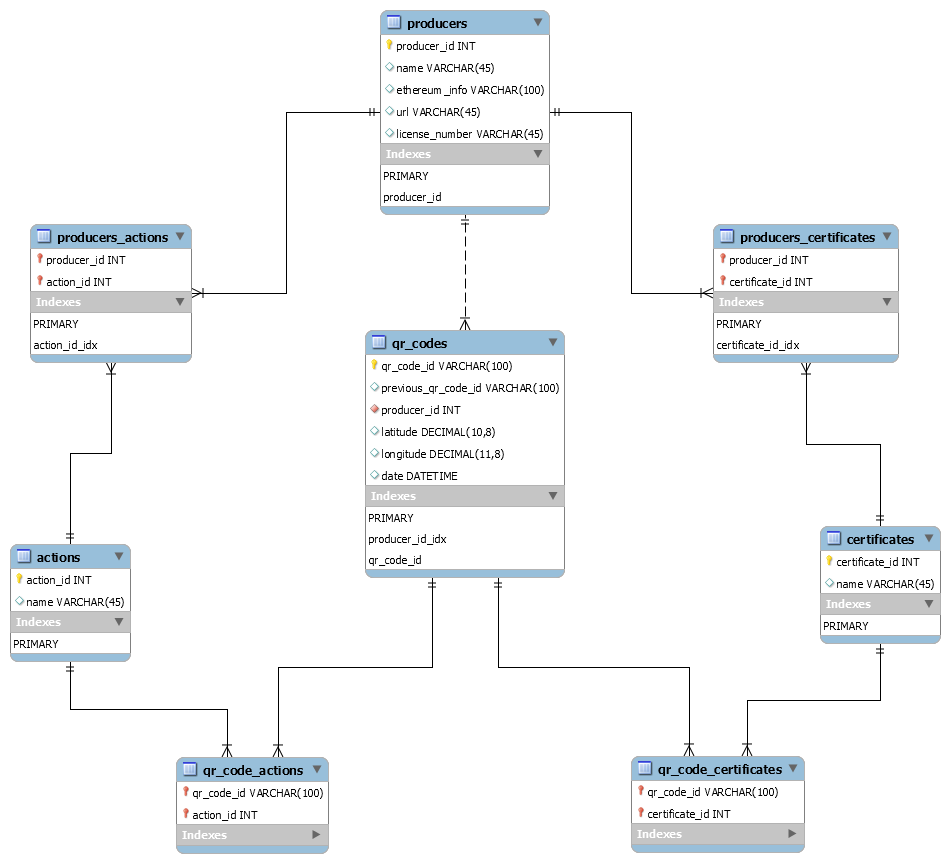 producers
producer_id INT
name VARCHAR(45)
ethereum_info VARCHAR(100)
url VARCHAR(45)
license_number VARCHAR(45)
Indexes
PRIMARY
producer_id
producers_actions
producer_id INT
action_id INT
Indexes
PRIMARY
action_id_idx
producers_certificates
producer_id INT
certificate_id INT
Indexes
PRIMARY
certificate_id_idx
qr_codes
qr_code_id VARCHAR(100)
previous_qr_code_id VARCHAR(100)
producer_id INT
latitude DECIMAL(10,8)
longitude DECIMAL(11,8)
date DATETIME
Indexes
PRIMARY
producer_id_idx
qr_code_id
actions
action_id INT
name VARCHAR(45)
Indexes
PRIMARY
certificates
certificate_id INT
name VARCHAR(45)
Indexes
PRIMARY
qr_code_actions
qr_code_id VARCHAR(100)
action_id INT
Indexes
qr_code_certificates
qr_code_id VARCHAR(100)
certificate_id INT
Indexes